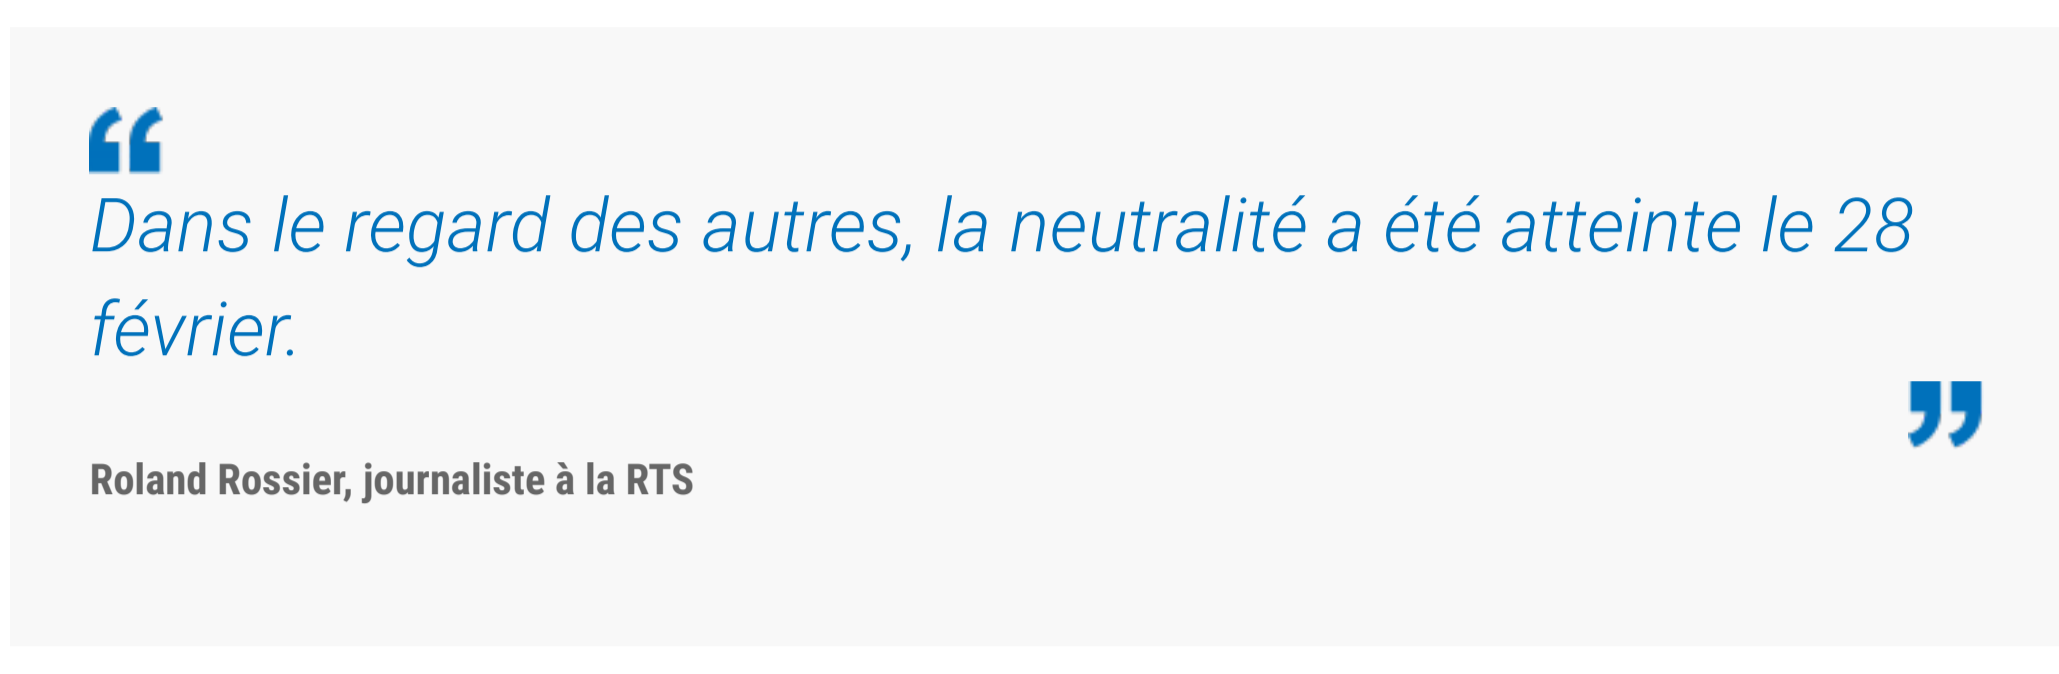 “
Dans le regard des autres, la neutralité a été atteinte le 28
février.
”
Roland Rossier, journaliste à la RTS